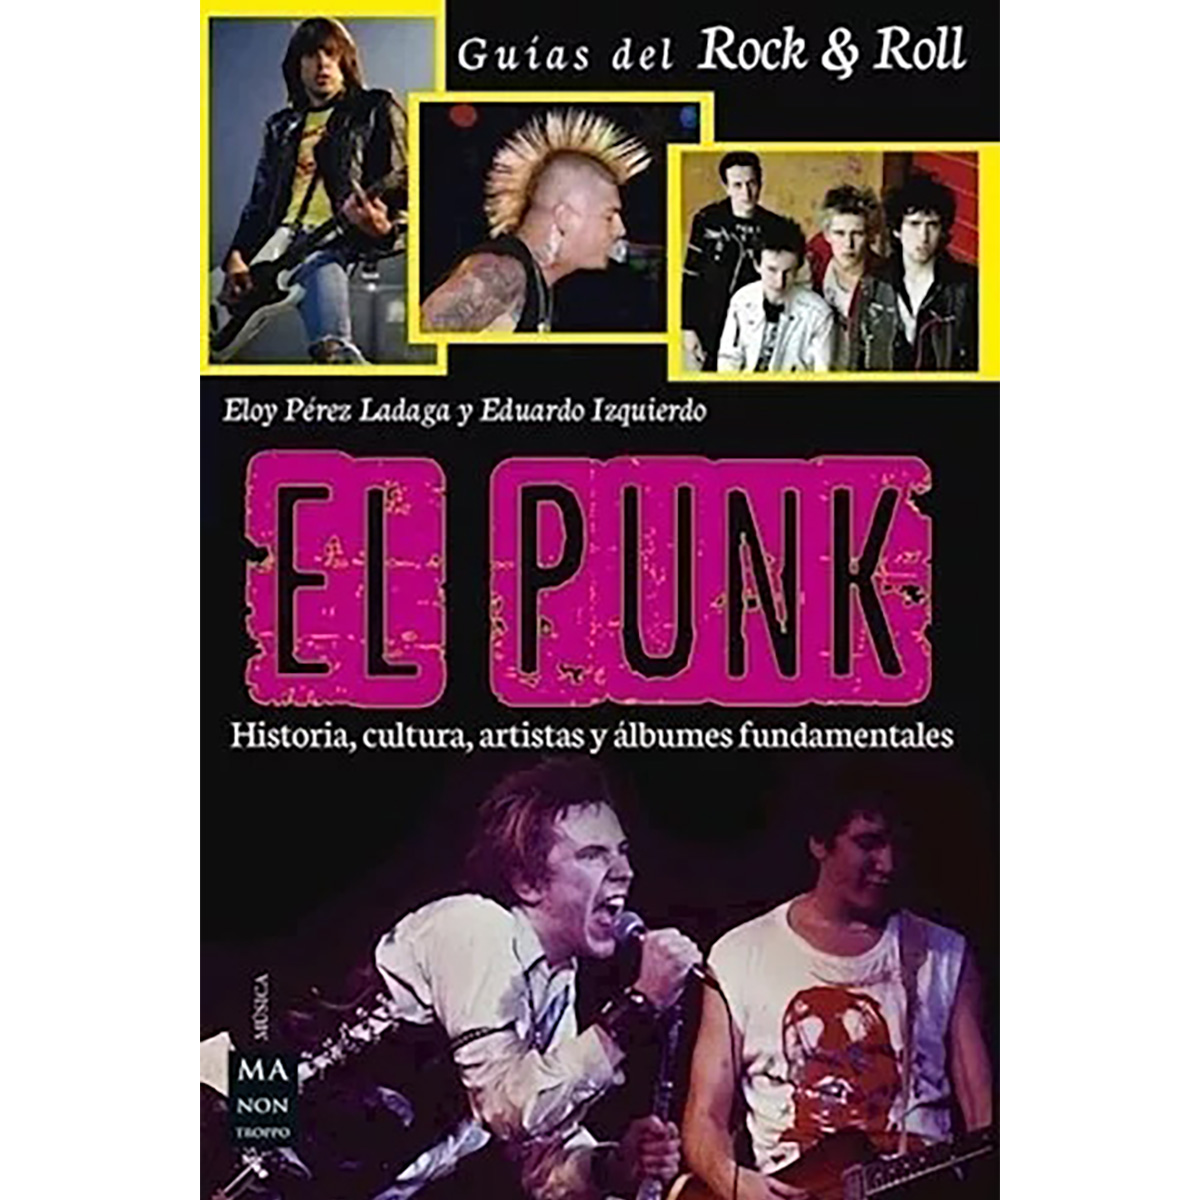 Guías del Rock & Roll
Eloy Pérez Ladaga y Eduardo Izquierdo
EL PUNK
Historia, cultura, artistas y álbumes fundamentales
MÚSICA
MA
NON
TROPPO